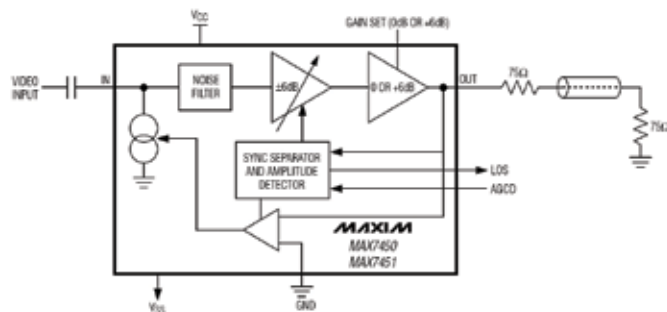 VCC
GAIN SET (0dB OR +6dB)
VIDEO
INPUT
IN
NOISE
FILTER
±6dB
0 OR +6dB
OUT
75Ω
75Ω
SYNC SEPARATOR
AND AMPLITUDE
DETECTOR
LOS
AGCD
MAXIM
MAX7450
MAX7451
VSS
GND